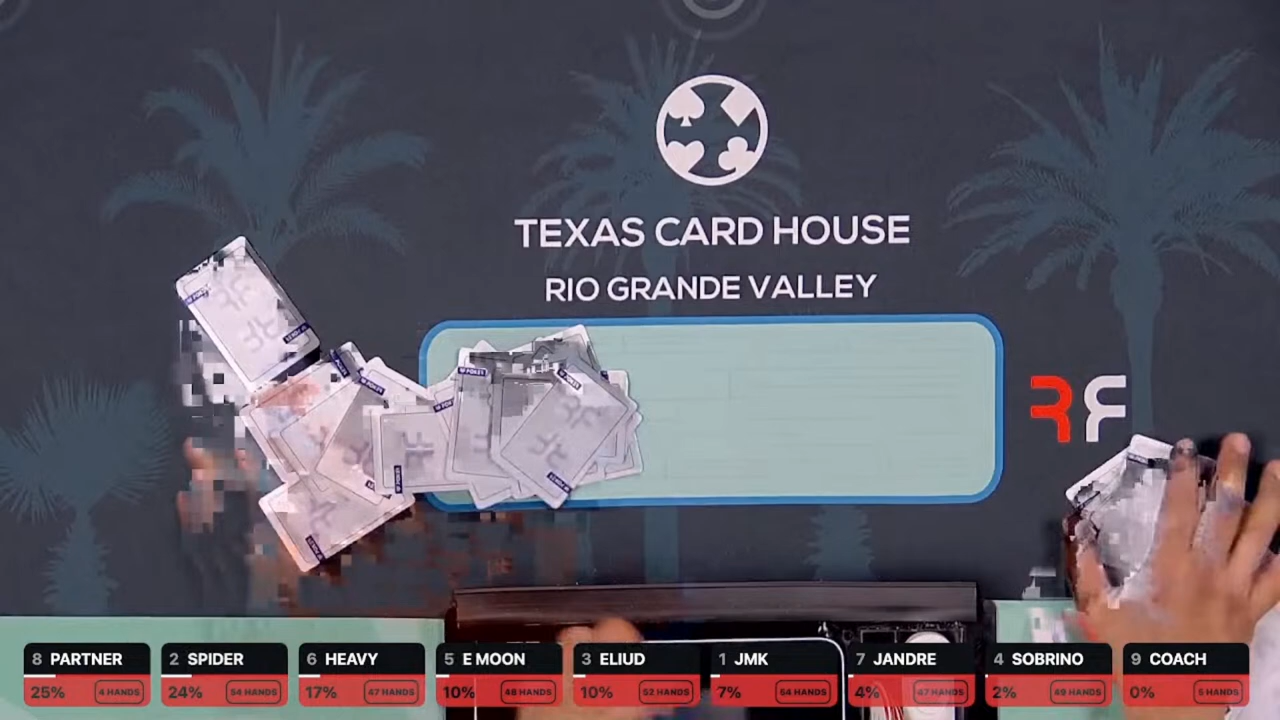 TEXAS CARD HOUSE
RIO GRANDE VALLEY
RF
8 PARTNER
25% 4 HANDS
2 SPIDER
24% 54 HANDS
6 HEAVY
17% 47 HANDS
5 E MOON
10% 48 HANDS
3 ELIUD
10% 52 HANDS
1 JMK
7% 54 HANDS
7 JANDRE
4% 47 HANDS
4 SOBRINO
2% 49 HANDS
9 COACH
0% 5 HANDS